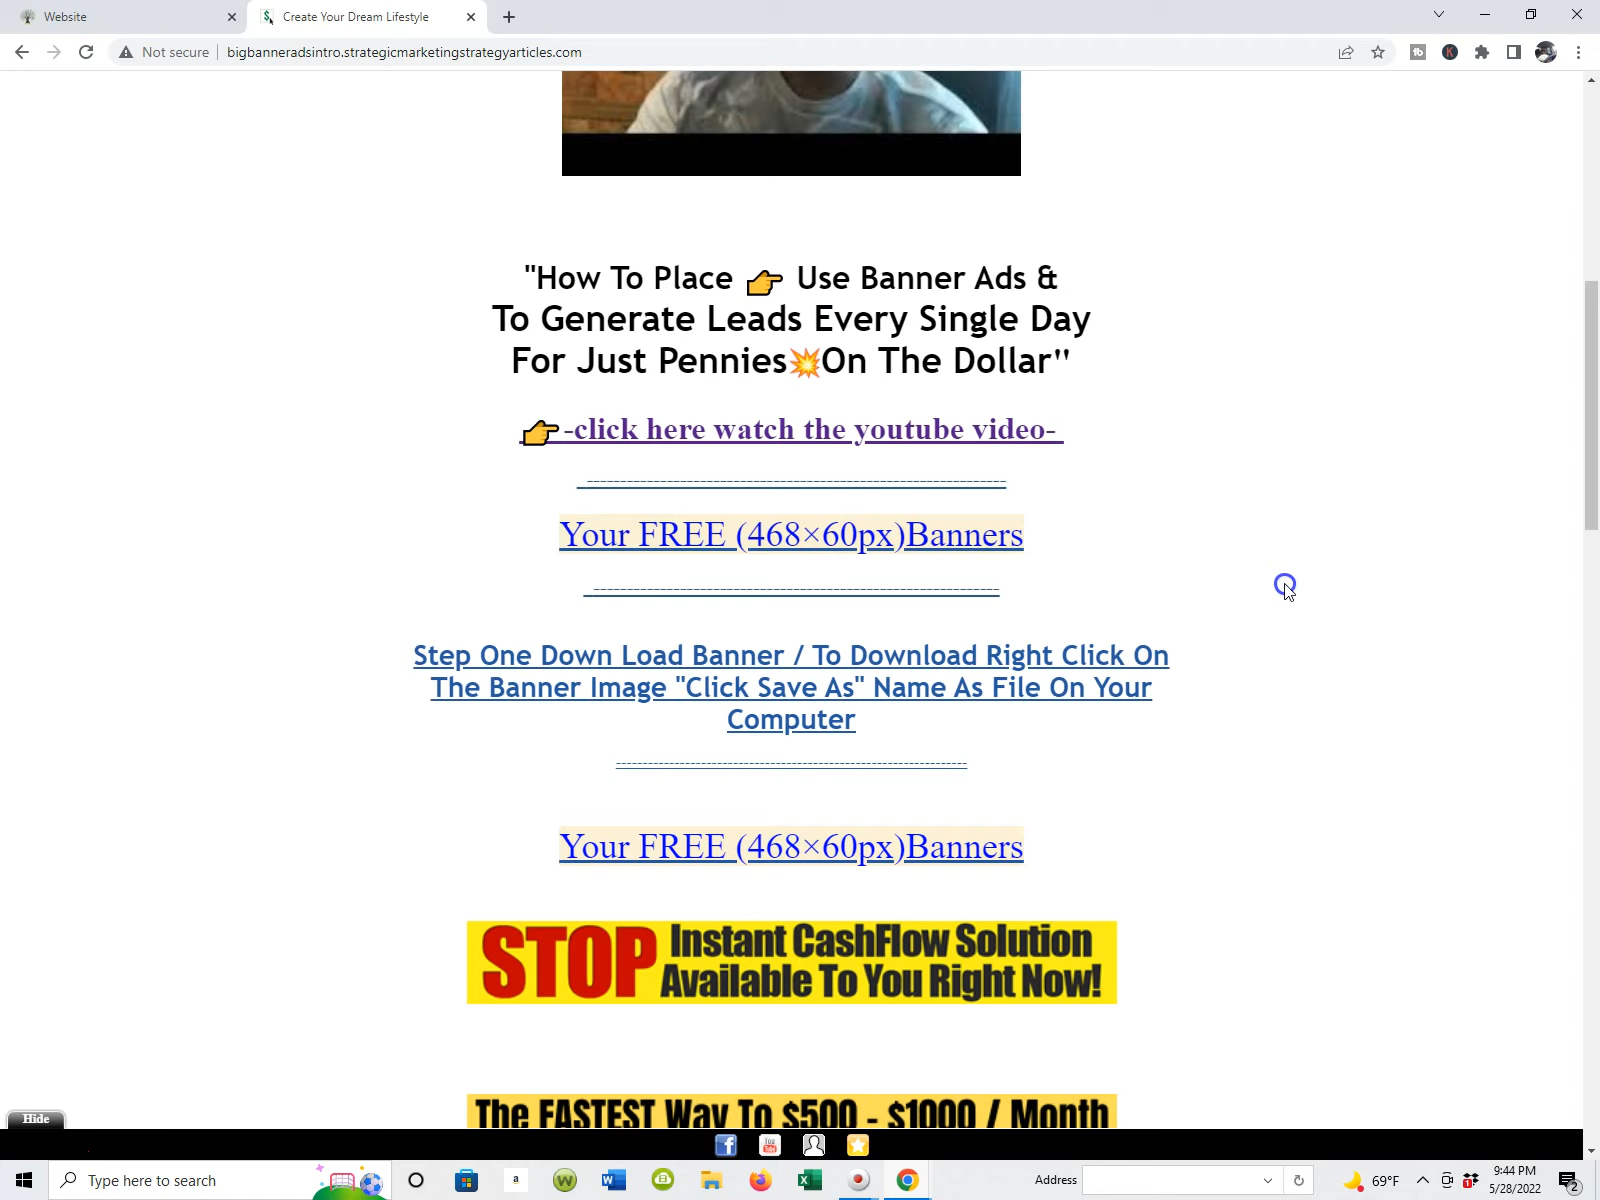 Website
Create Your Dream Lifestyle
Not secure
bigbanneradsintro.strategicmarketingstrategyarticles.com
"How To Place 👉 Use Banner Ads &
To Generate Leads Every Single Day
For Just Pennies💥On The Dollar"
👉-click here watch the youtube video-
Your FREE (468×60px)Banners
Step One Down Load Banner / To Download Right Click On
The Banner Image "Click Save As" Name As File On Your
Computer
Your FREE (468×60px)Banners
STOP
Instant CashFlow Solution
Available To You Right Now!
The FASTEST Way To $500 - $1000 / Month
Hide
Type here to search
Address
69°F
9:44 PM
5/28/2022
2